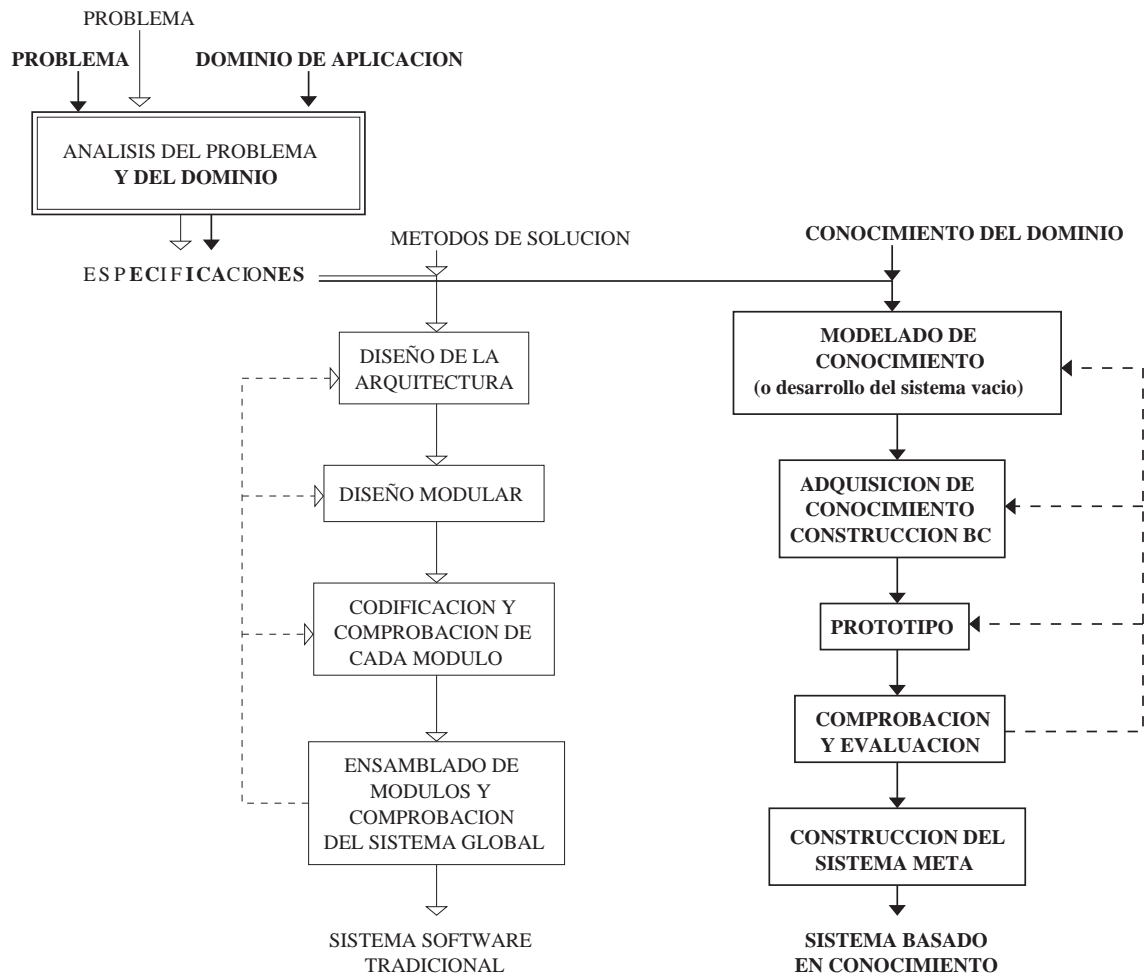 PROBLEMA
PROBLEMA
DOMINIO DE APLICACION
ANALISIS DEL PROBLEMA
Y DEL DOMINIO
ESPECIFICACIONES
METODOS DE SOLUCION
DISEÑO DE LA
ARQUITECTURA
DISEÑO MODULAR
CODIFICACION Y
COMPROBACION DE
CADA MODULO
ENSAMBLADO DE
MODULOS Y
COMPROBACION
DEL SISTEMA GLOBAL
SISTEMA SOFTWARE
TRADICIONAL
CONOCIMIENTO DEL DOMINIO
MODELADO DE
CONOCIMIENTO
(o desarrollo del sistema vacio)
ADQUISICION DE
CONOCIMIENTO
CONSTRUCCION BC
PROTOTIPO
COMPROBACION
Y EVALUACION
CONSTRUCCION DEL
SISTEMA META
SISTEMA BASADO
EN CONOCIMIENTO